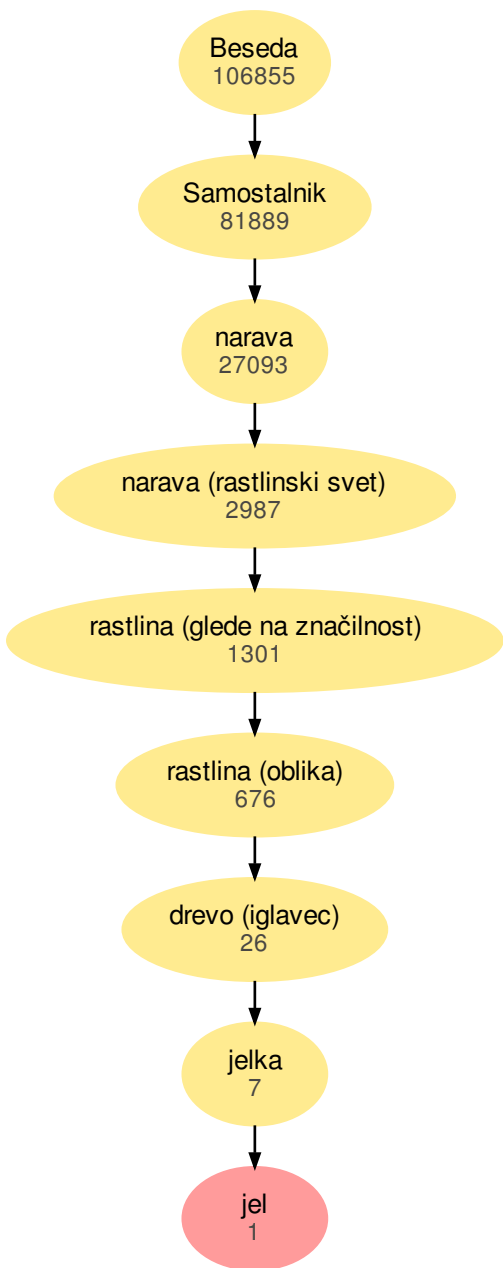 Beseda
106855
Samostalnik
81889
narava
27093
narava (rastlinski svet)
2987
rastlina (glede na značilnost)
1301
rastlina (oblika)
676
drevo (iglavec)
26
jelka
7
jel
1